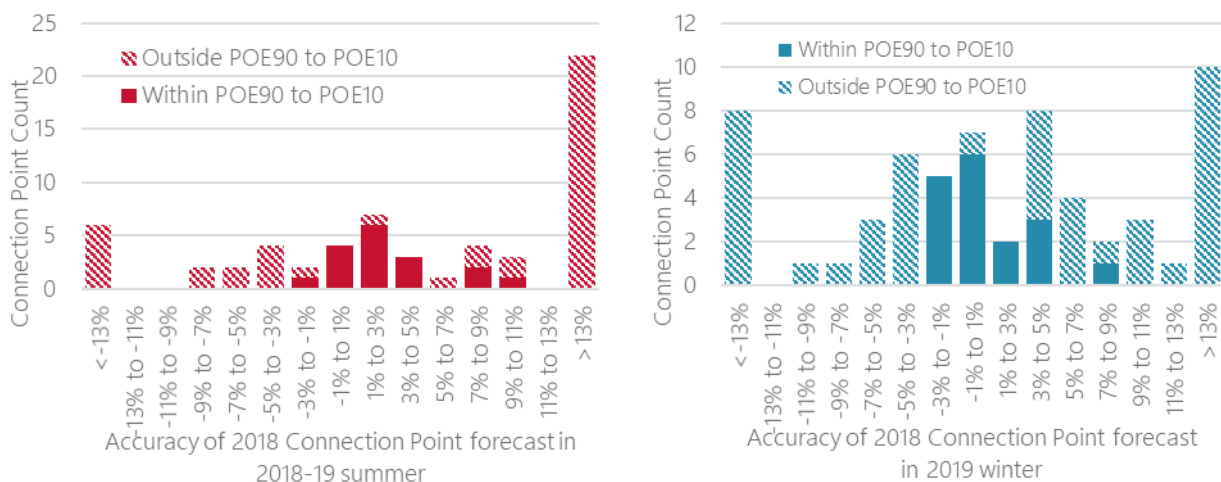 Connection Point Count
25
20
15
10
5
0
Outside POE90 to POE10
Within POE90 to POE10
< -13%
-13% to -11%
-11% to -9%
-9% to -7%
-7% to -5%
-5% to -3%
-3% to -1%
-1% to 1%
1% to 3%
3% to 5%
5% to 7%
7% to 9%
9% to 11%
11% to 13%
> 13%
Accuracy of 2018 Connection Point forecast in
2018-19 summer
Connection Point Count
12
10
8
6
4
2
0
Within POE90 to POE10
Outside POE90 to POE10
< -13%
-13% to -11%
-11% to -9%
-9% to -7%
-7% to -5%
-5% to -3%
-3% to -1%
-1% to 1%
1% to 3%
3% to 5%
5% to 7%
7% to 9%
9% to 11%
11% to 13%
> 13%
Accuracy of 2018 Connection Point forecast
in 2019 winter